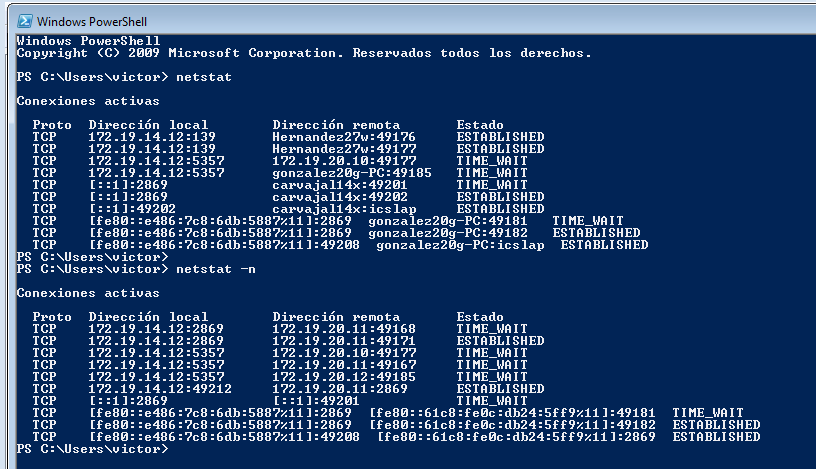 Windows PowerShell
Windows PowerShell
Copyright (C) 2009 Microsoft Corporation. Reservados todos los derechos.
PS C:\Users\victor> netstat
Conexiones activas
Proto Dirección local Dirección remota Estado
TCP 172.19.14.12:139 Hernandez27w:49176 ESTABLISHED
TCP 172.19.14.12:139 Hernandez27w:49177 ESTABLISHED
TCP 172.19.14.12:5357 172.19.20.10:49177 TIME_WAIT
TCP 172.19.14.12:5357 gonzalez20g-PC:49185 TIME_WAIT
TCP [::1]:2869 carvajal14x:49201 TIME_WAIT
TCP [::1]:2869 carvajal14x:49202 ESTABLISHED
TCP [::1]:49202 carvajal14x:icslap ESTABLISHED
TCP [fe80::e486:7c8:6db:5887%11]:2869 gonzalez20g-PC:49181 TIME_WAIT
TCP [fe80::e486:7c8:6db:5887%11]:2869 gonzalez20g-PC:49182 ESTABLISHED
TCP [fe80::e486:7c8:6db:5887%11]:49208 gonzalez20g-PC:icslap ESTABLISHED
PS C:\Users\victor>
PS C:\Users\victor> netstat -n
Conexiones activas
Proto Dirección local Dirección remota Estado
TCP 172.19.14.12:2869 172.19.20.11:49168 TIME_WAIT
TCP 172.19.14.12:2869 172.19.20.11:49171 ESTABLISHED
TCP 172.19.14.12:5357 172.19.20.10:49177 TIME_WAIT
TCP 172.19.14.12:5357 172.19.20.11:49167 TIME_WAIT
TCP 172.19.14.12:5357 172.19.20.12:49185 TIME_WAIT
TCP 172.19.14.12:49212 172.19.20.11:2869 ESTABLISHED
TCP [::1]:2869 [::1]:49201 TIME_WAIT
TCP [fe80::e486:7c8:6db:5887%11]:2869 [fe80::61c8:fe0c:db24:5ff9%11]:49181 TIME_WAIT
TCP [fe80::e486:7c8:6db:5887%11]:2869 [fe80::61c8:fe0c:db24:5ff9%11]:49182 ESTABLISHED
TCP [fe80::e486:7c8:6db:5887%11]:49208 [fe80::61c8:fe0c:db24:5ff9%11]:2869 ESTABLISHED
PS C:\Users\victor>